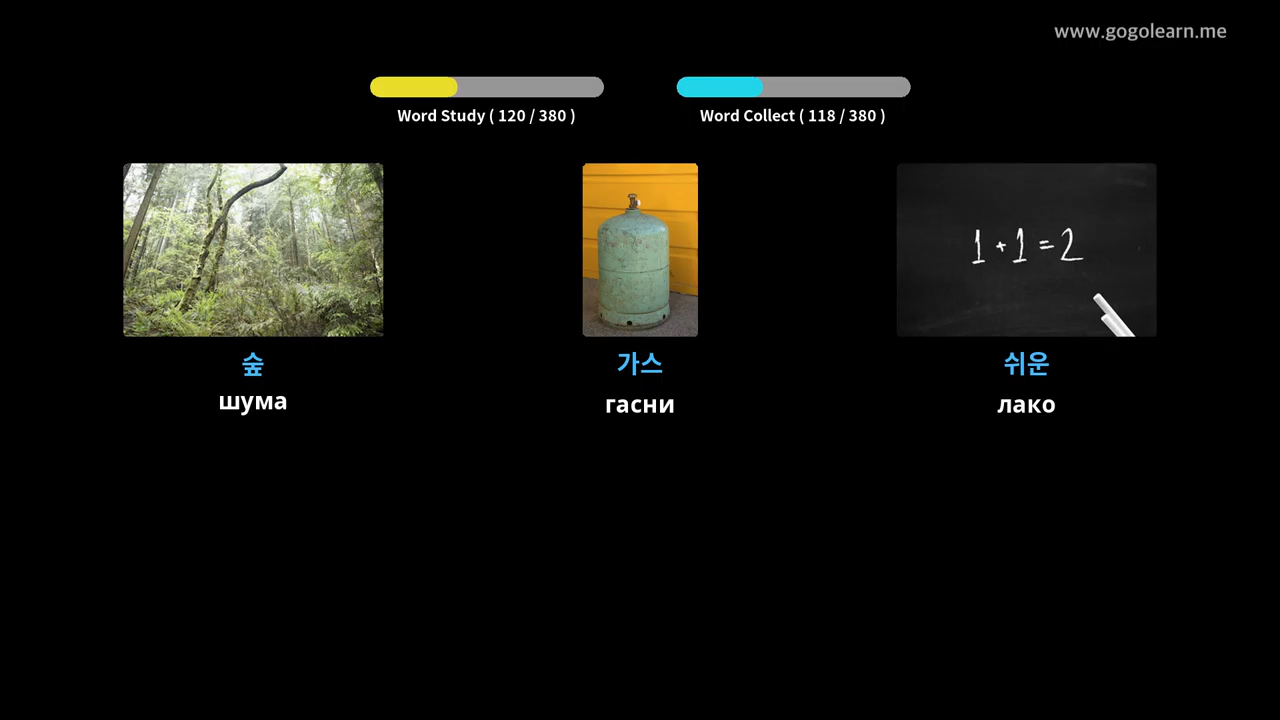 www.gogolearn.me
Word Study ( 120 / 380 )
Word Collect ( 118 / 380 )
1 + 1 = 2
숲
가스
쉬운
шума
гасни
лако